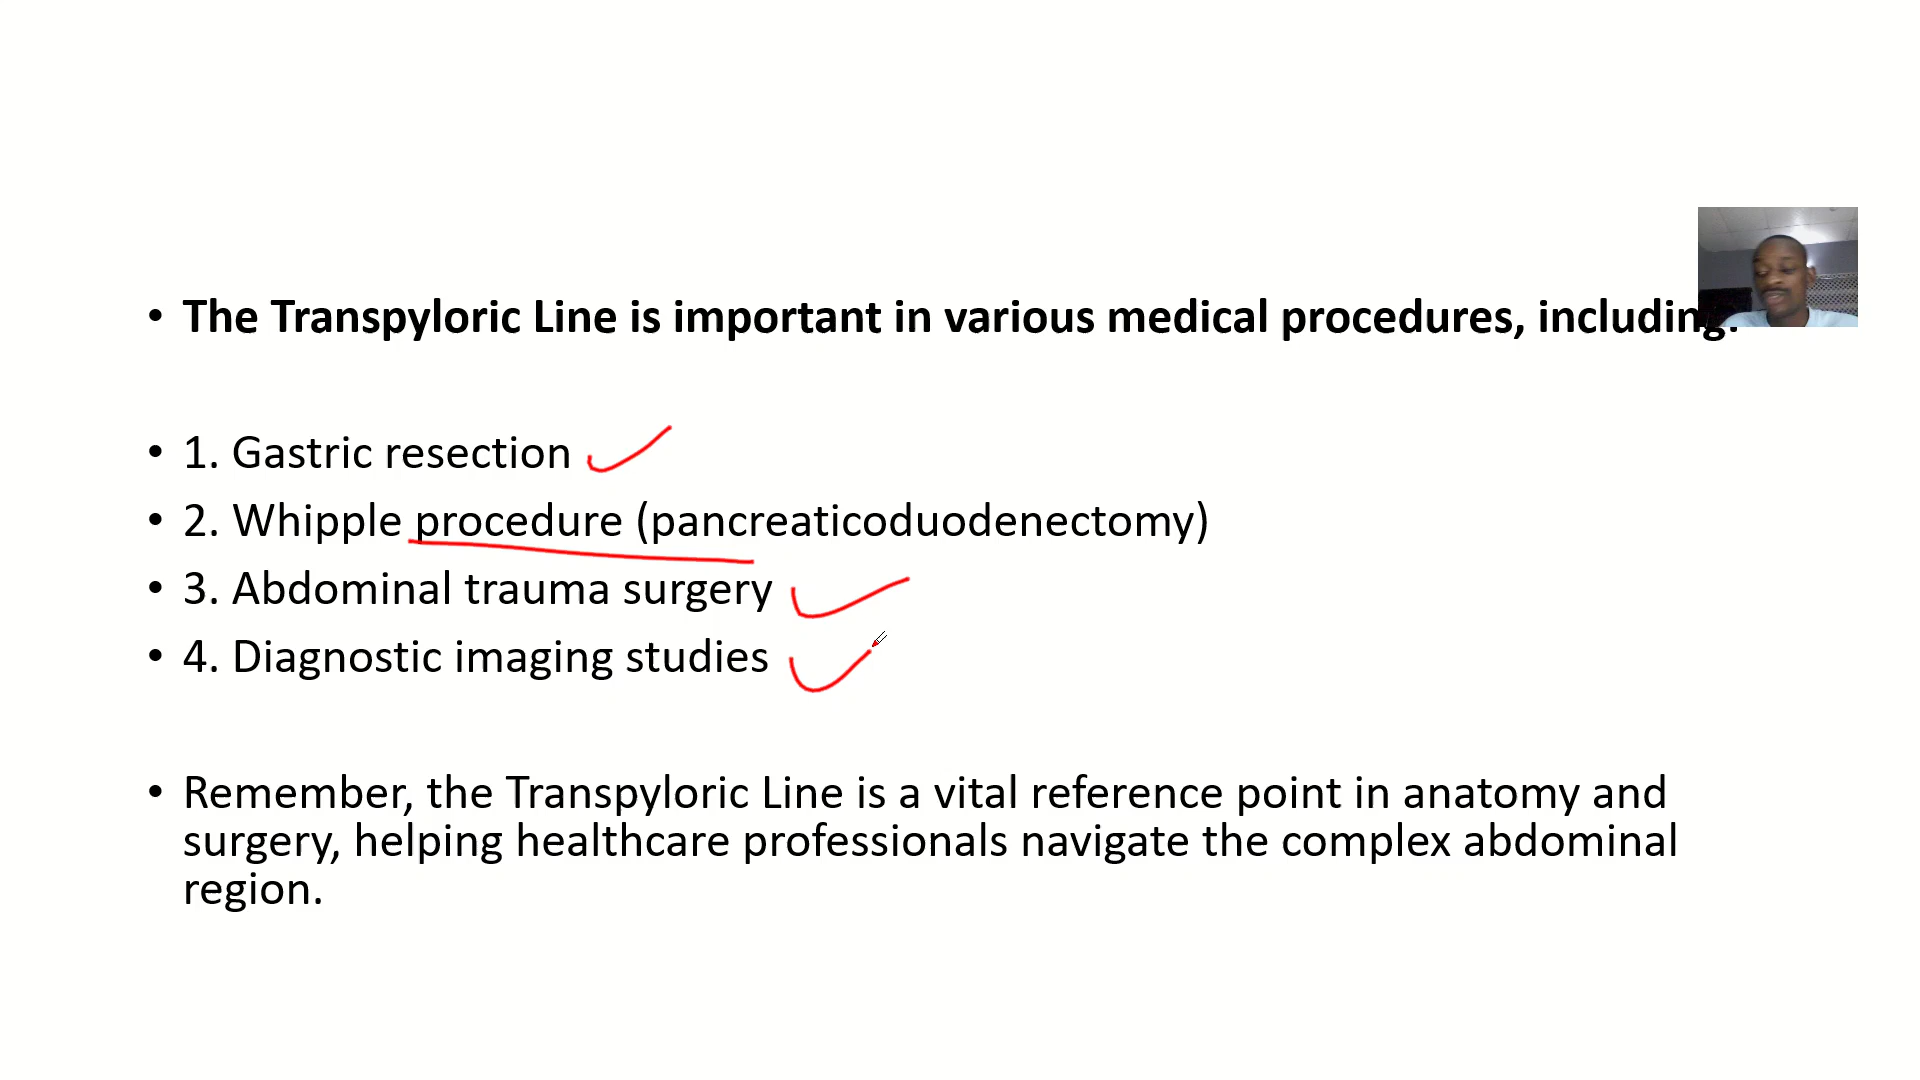 • The Transpyloric Line is important in various medical procedures, including:
• 1. Gastric resection
• 2. Whipple procedure (pancreaticoduodenectomy)
• 3. Abdominal trauma surgery
• 4. Diagnostic imaging studies
• Remember, the Transpyloric Line is a vital reference point in anatomy and
surgery, helping healthcare professionals navigate the complex abdominal
region.